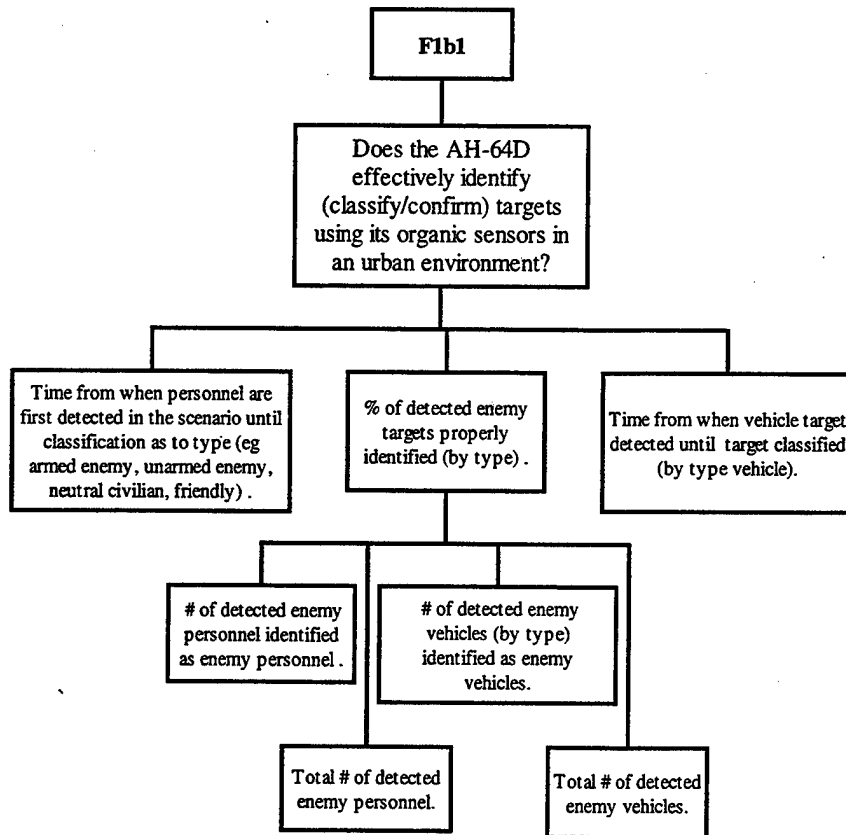 F1b1
Does the AH-64D
effectively identify
(classify/confirm) targets
using its organic sensors in
an urban environment?
Time from when personnel are
first detected in the scenario until
classification as to type (eg
armed enemy, unarmed enemy,
neutral civilian, friendly) .
% of detected enemy
targets properly
identified (by type) .
Time from when vehicle target
detected until target classified
(by type vehicle).
# of detected enemy
personnel identified
as enemy personnel .
# of detected enemy
vehicles (by type)
identified as enemy
vehicles.
Total # of detected
enemy personnel.
Total # of detected
enemy vehicles.